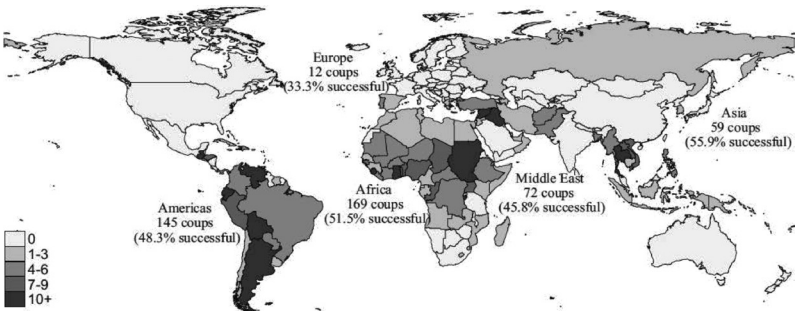 Europe
12 coups
(33.3% successful)
Asia
59 coups
(55.9% successful)
Middle East
72 coups
(45.8% successful)
Africa
169 coups
(51.5% successful)
Americas
145 coups
(48.3% successful)
0
1-3
4-6
7-9
10+